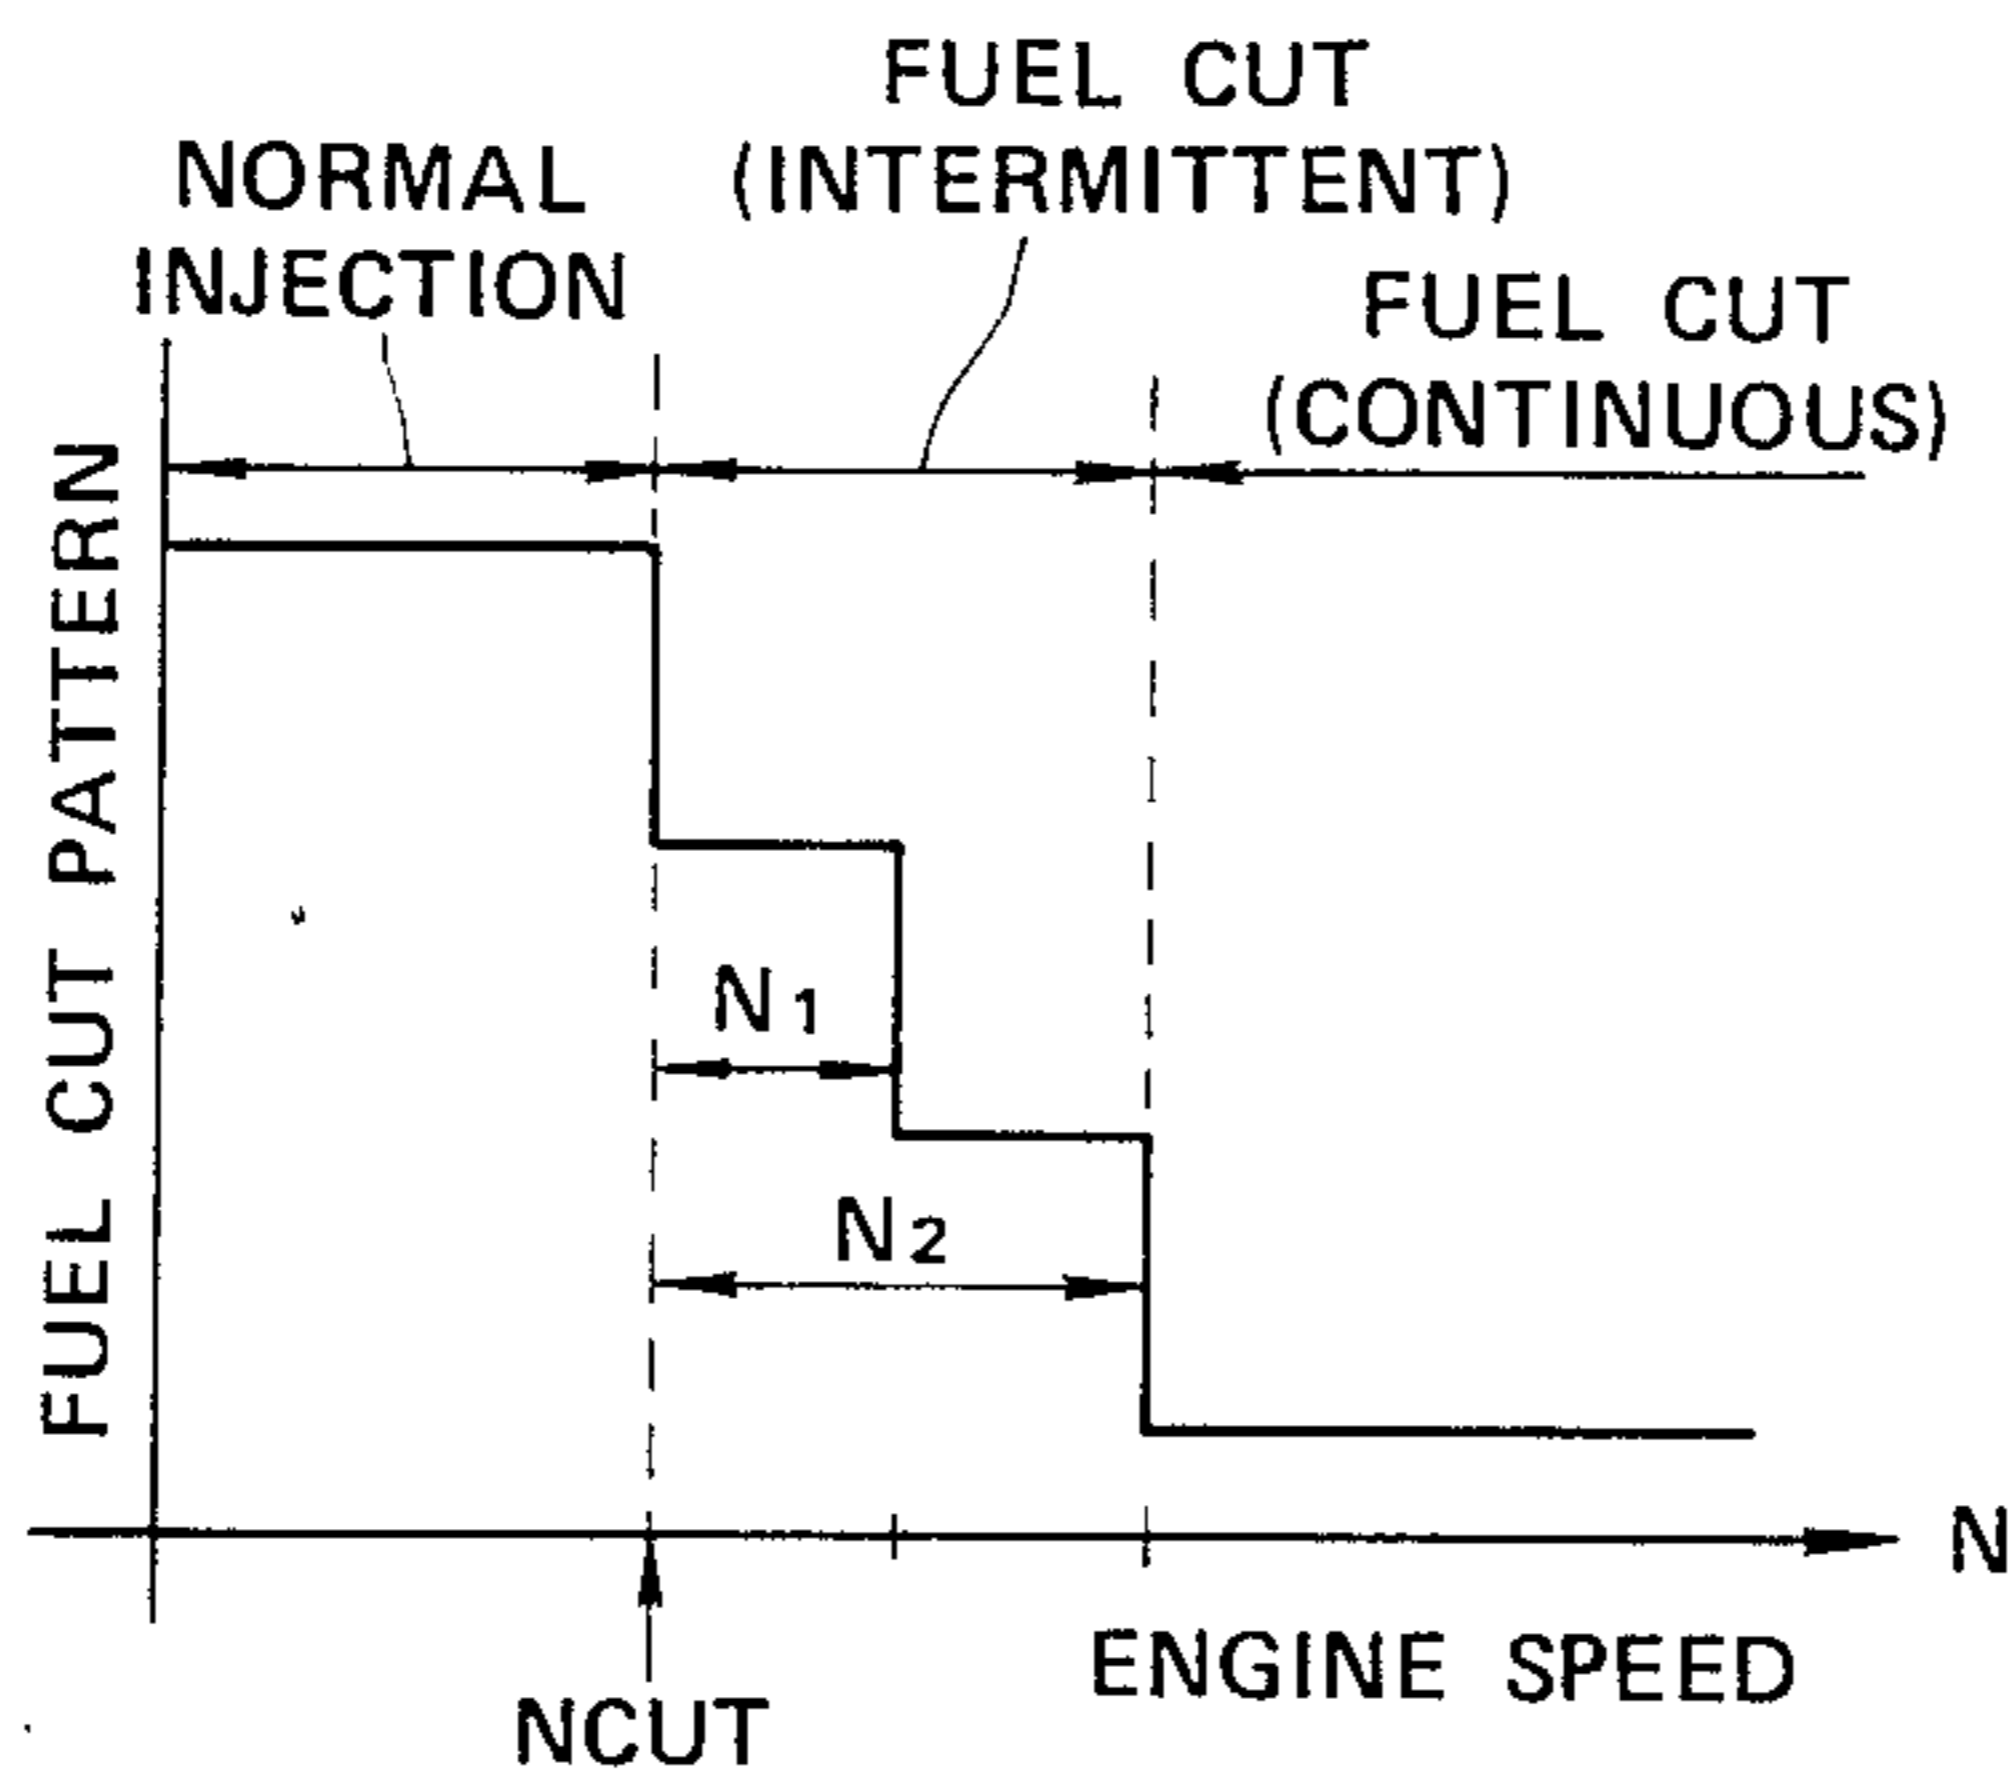 FUEL CUT
(INTERMITTENT)
NORMAL
INJECTION
FUEL CUT
(CONTINUOUS)
FUEL CUT PATTERN
N1
N2
N
ENGINE SPEED
NCUT